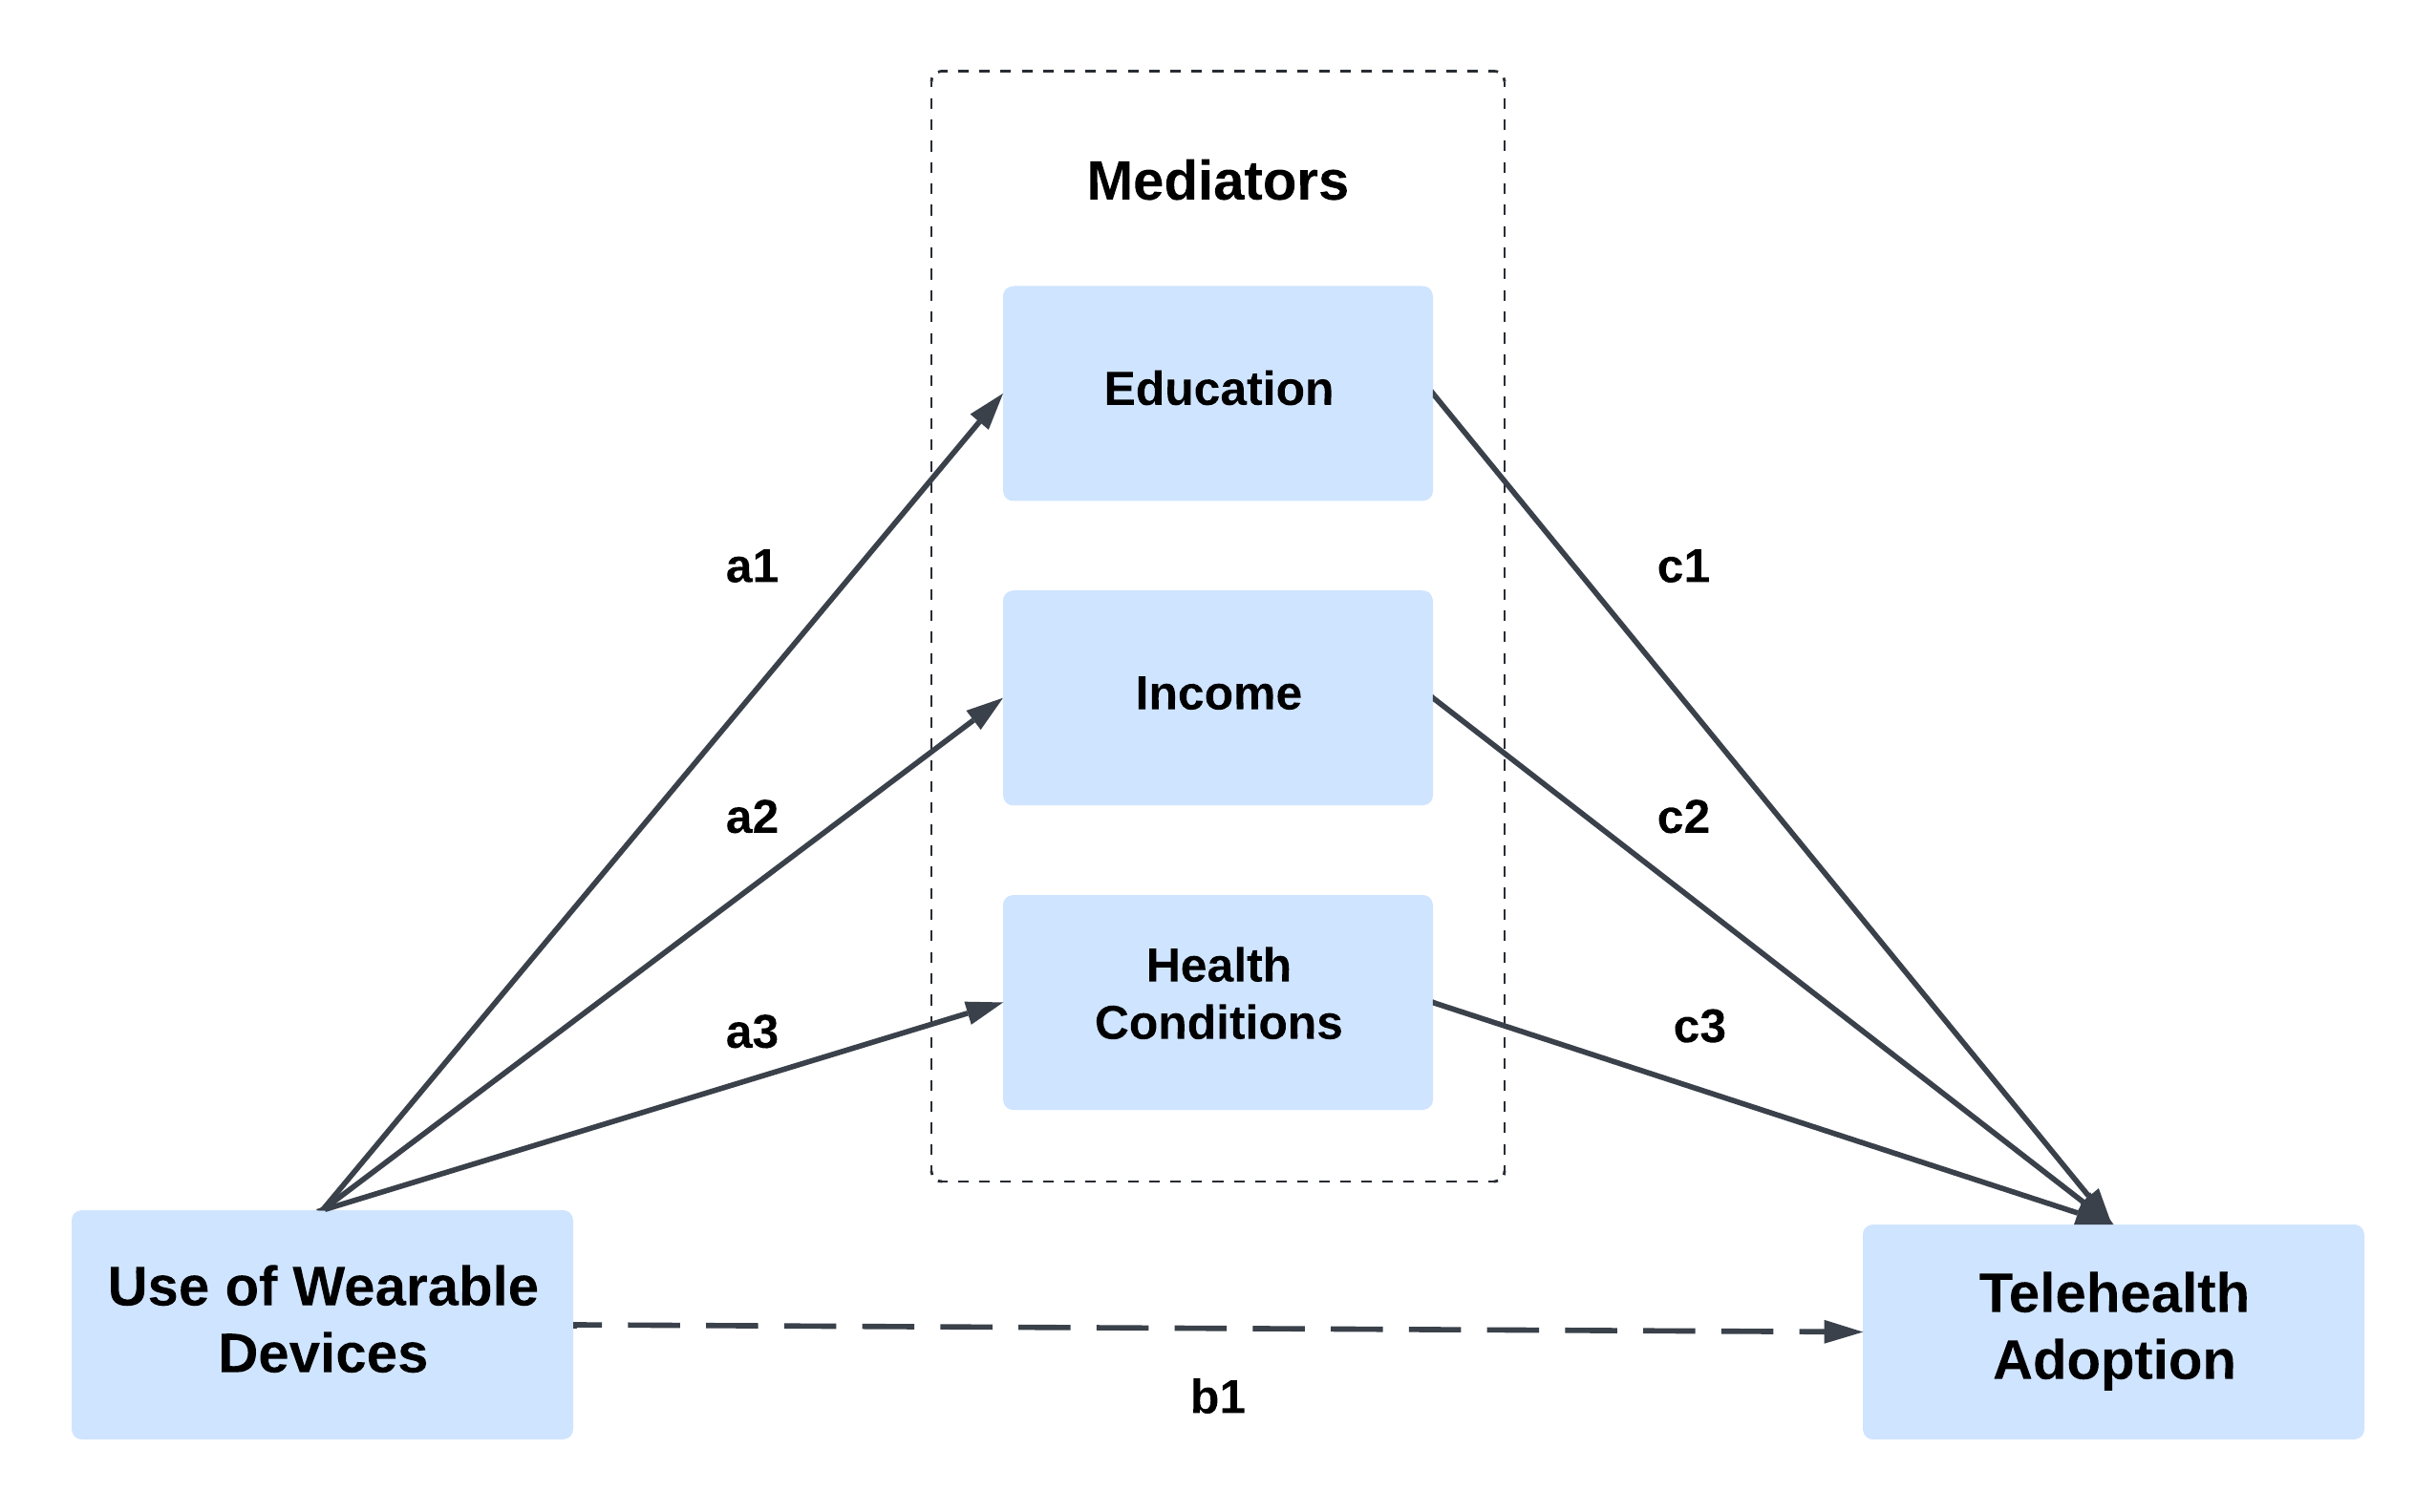 Mediators
Education
a1
c1
Income
a2
c2
Health
Conditions
a3
c3
Use of Wearable
Devices
Telehealth
Adoption
b1